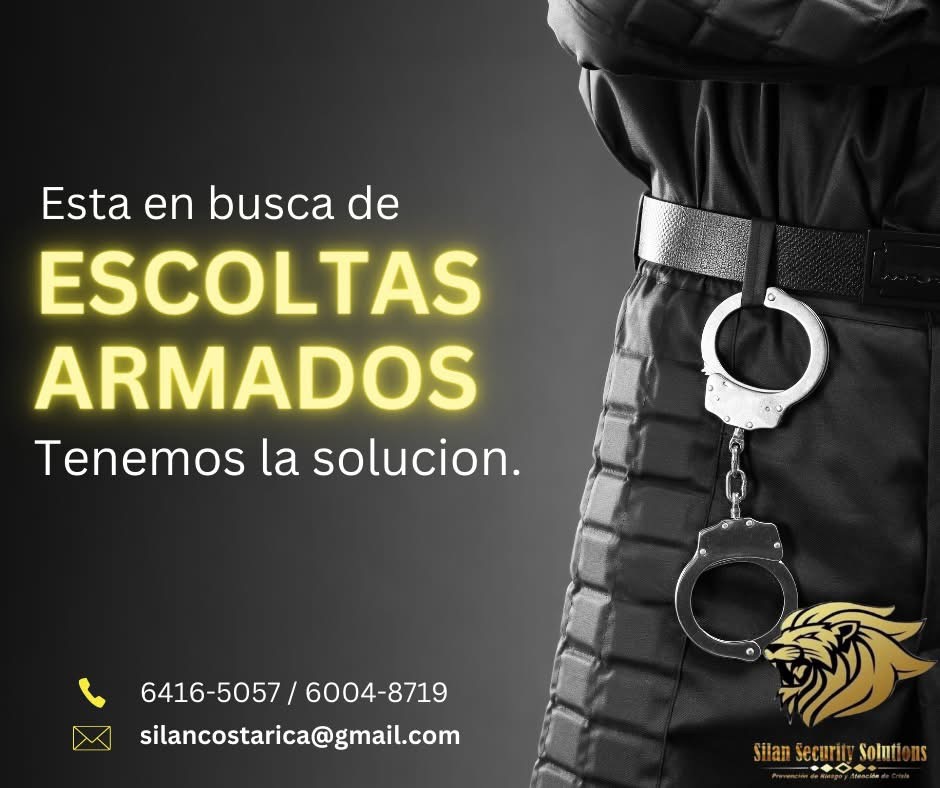 Esta en busca de
ESCOLTAS
ARMADOS
Tenemos la solucion.
6416-5057 / 6004-8719
silancostarica@gmail.com
Silan Security Solutions
Prevención de Riesgo y Atención de Crisis